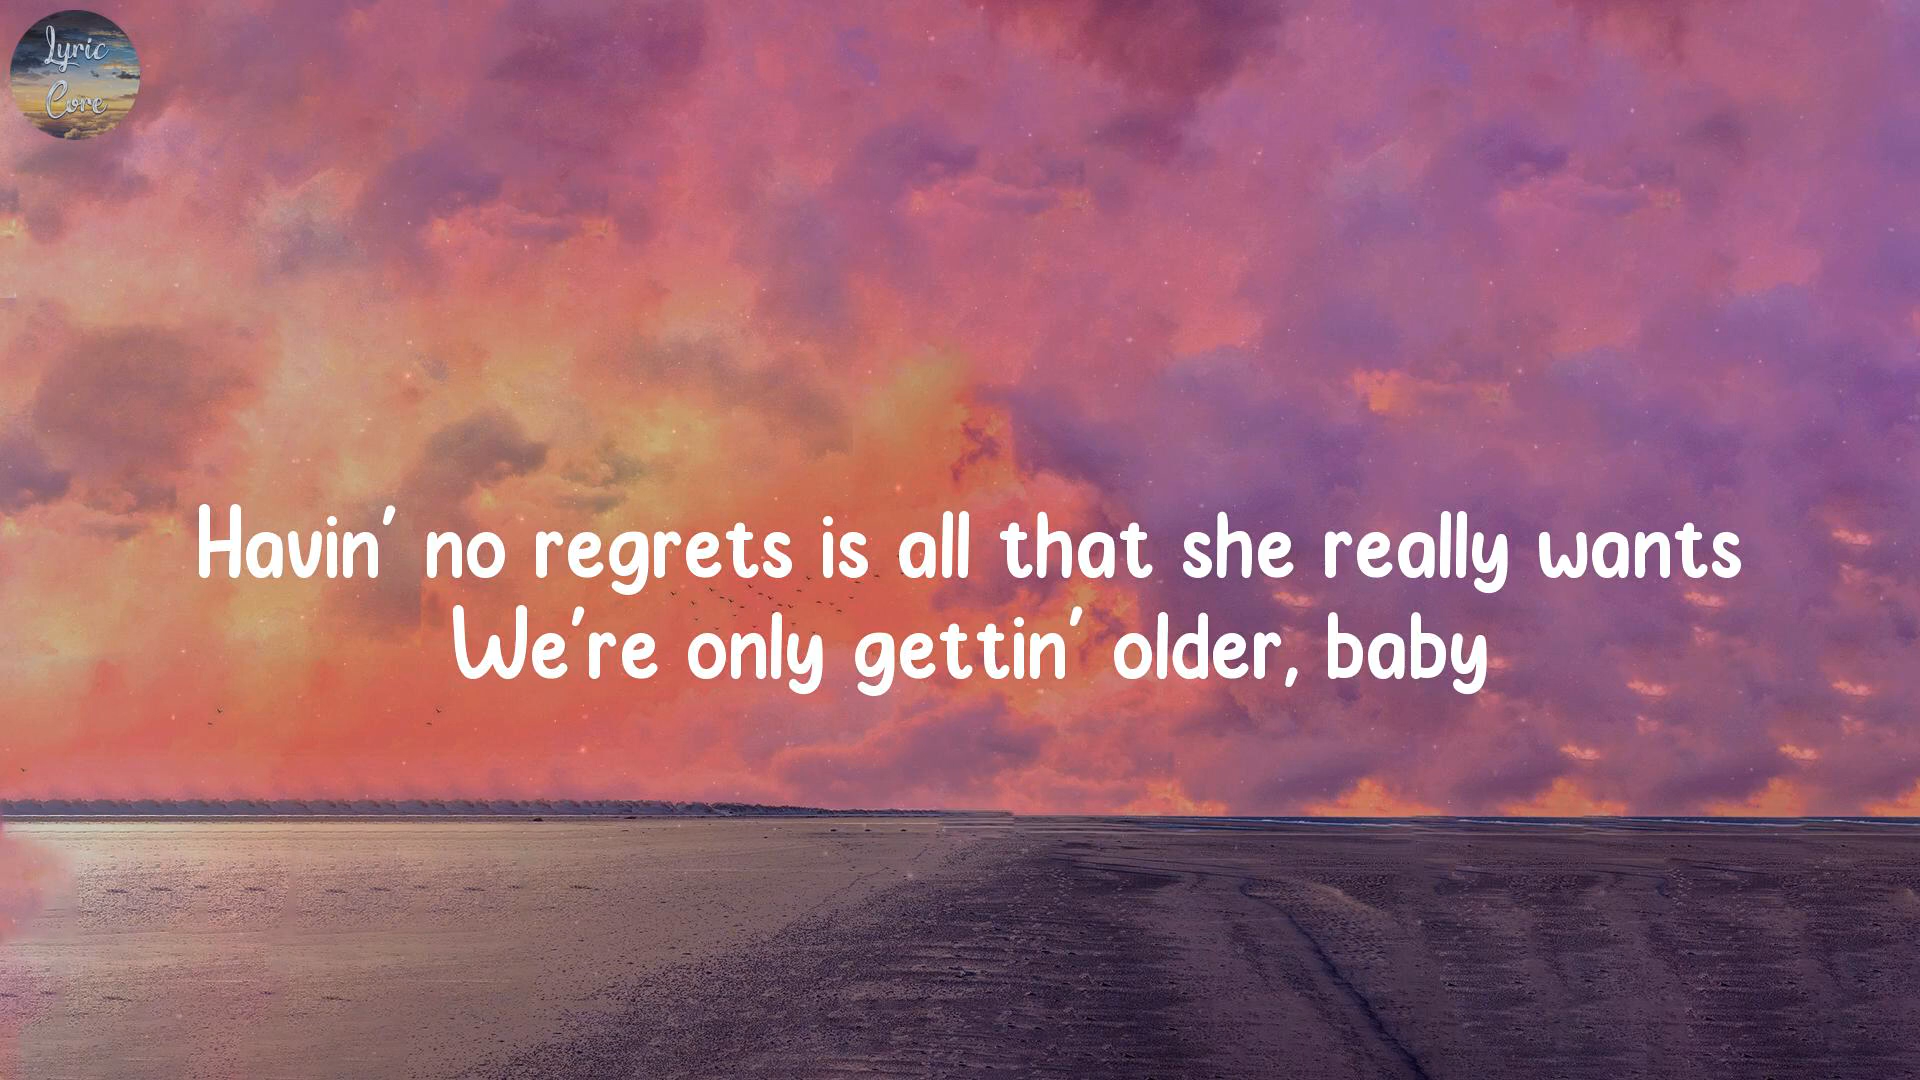 Lyric
Core
Havin' no regrets is all that she really wants
We're only gettin' older, baby